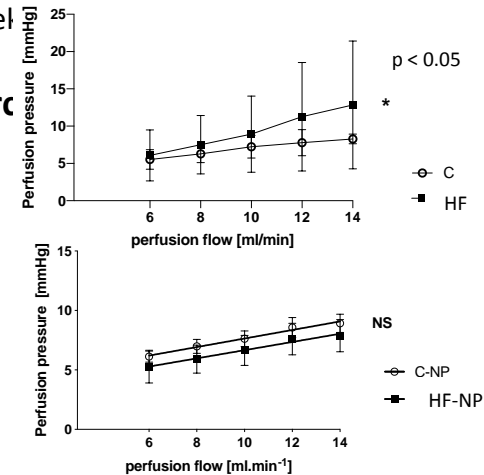 25
20
15
10
5
0
Perfusion pressure [mmHg]
p < 0.05
*
C
HF
6 8 10 12 14
perfusion flow [ml/min]
15
10
5
0
Perfusion pressure [mmHg]
NS
C-NP
HF-NP
6 8 10 12 14
perfusion flow [ml.min⁻¹]